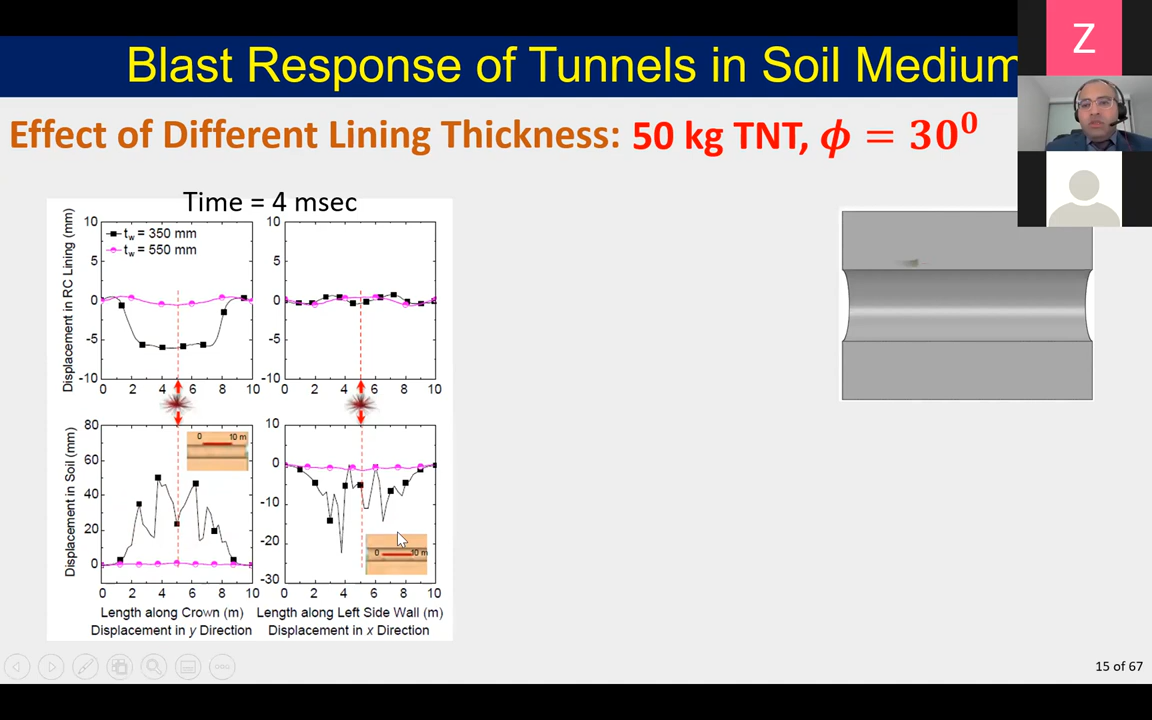 Blast Response of Tunnels in Soil Medium
Z
Effect of Different Lining Thickness: 50 kg TNT, ϕ = 30⁰
Time = 4 msec
Displacement in RC Lining (mm)
10
5
0
-5
-10
t_w = 350 mm
t_w = 550 mm
0 2 4 6 8 10
10
5
0
-5
-10
0 2 4 6 8 10
Displacement in Soil (mm)
80
60
40
20
0
0 10 m
0 2 4 6 8 10
10
0
-10
-20
-30
0 10 m
0 2 4 6 8 10
Length along Crown (m)
Displacement in y Direction
Length along Left Side Wall (m)
Displacement in x Direction
15 of 67